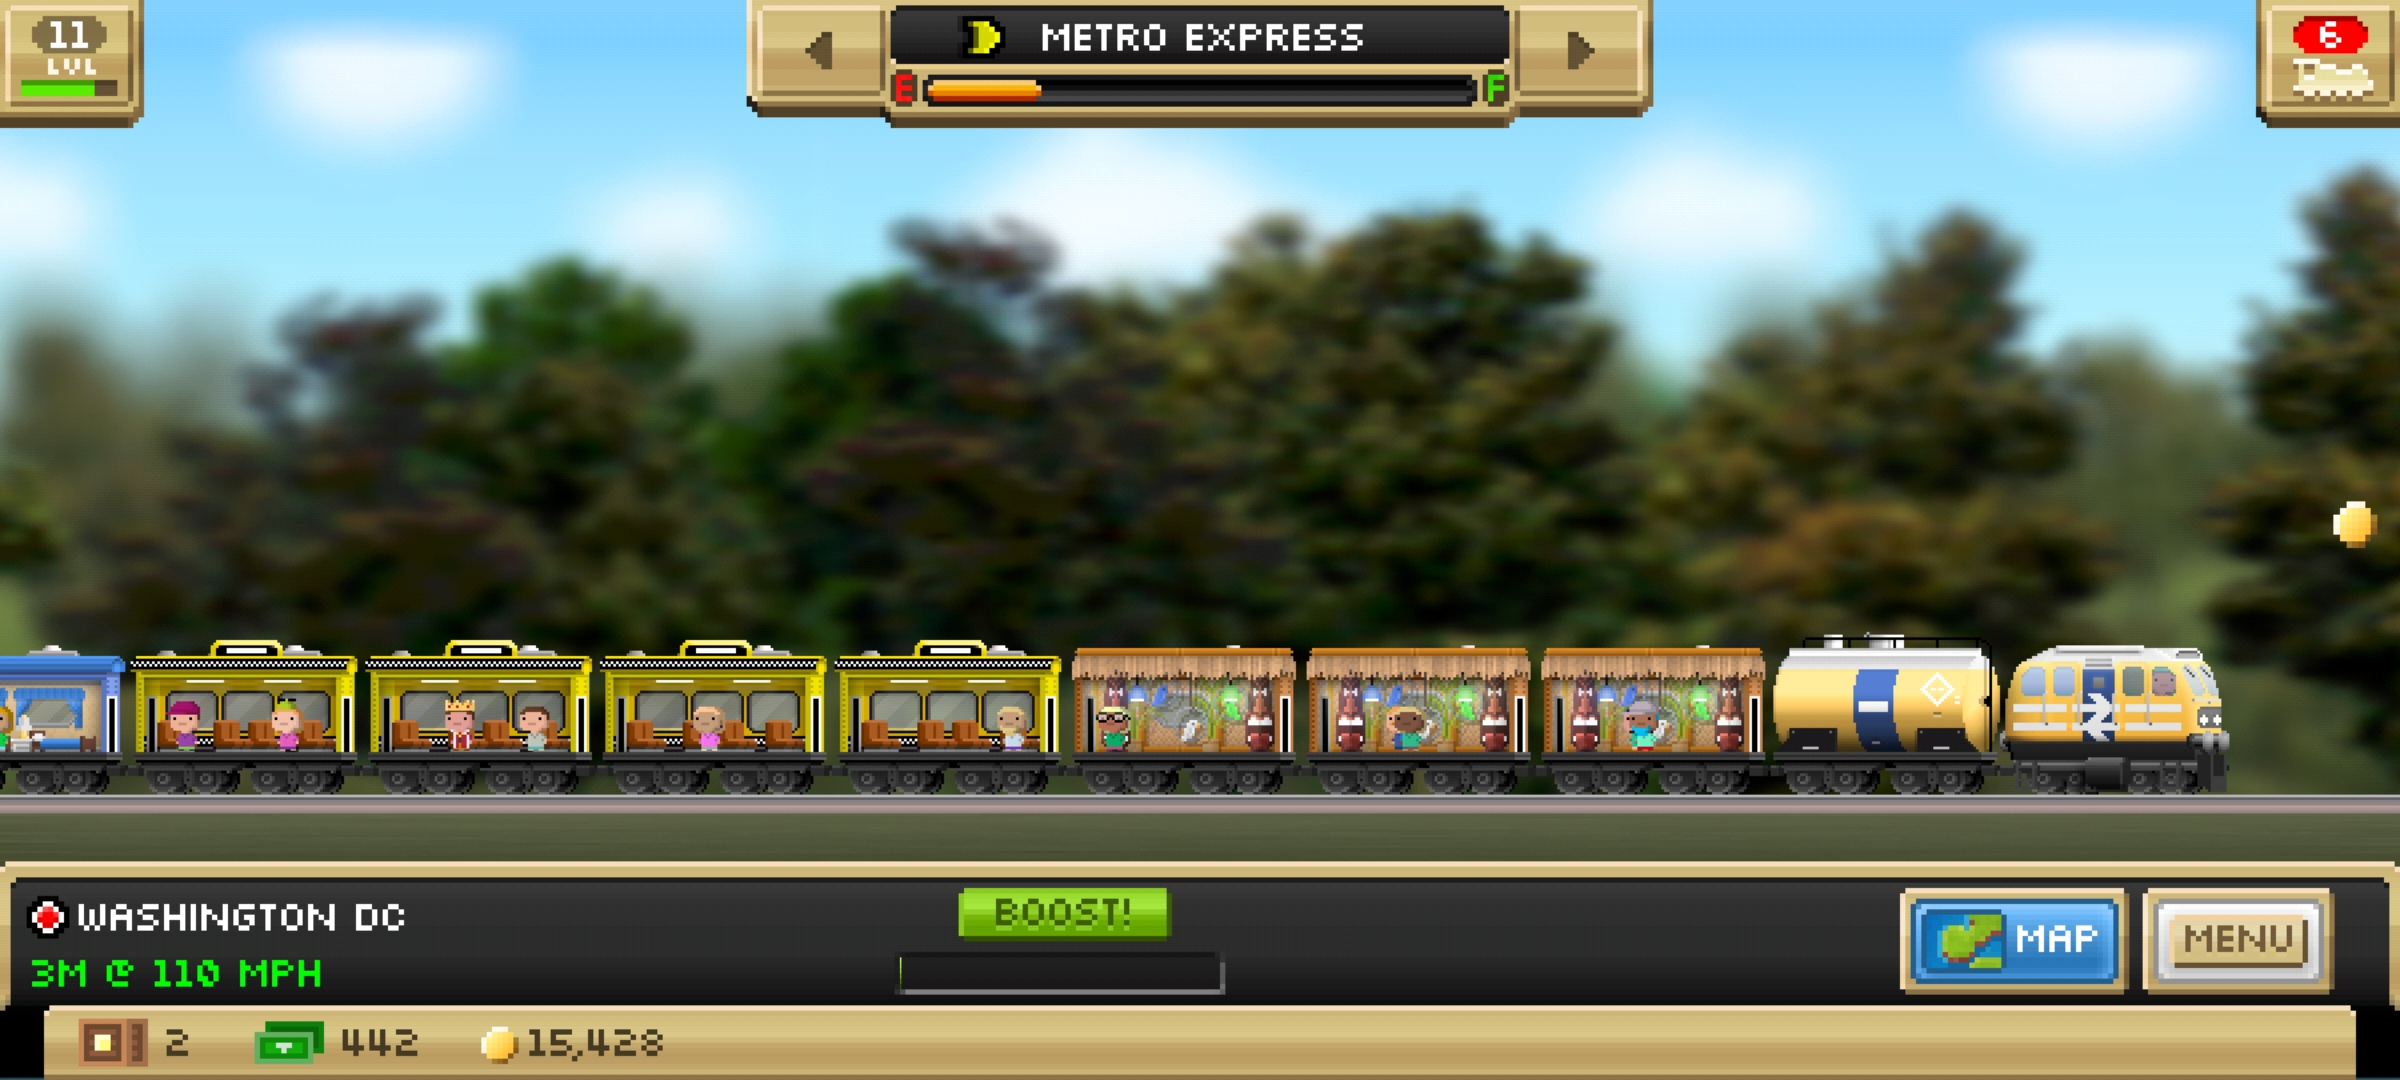 11
LVL
METRO EXPRESS
E F
6
WASHINGTON DC
3M @ 110 MPH
BOOST!
MAP
MENU
2 442 15,428